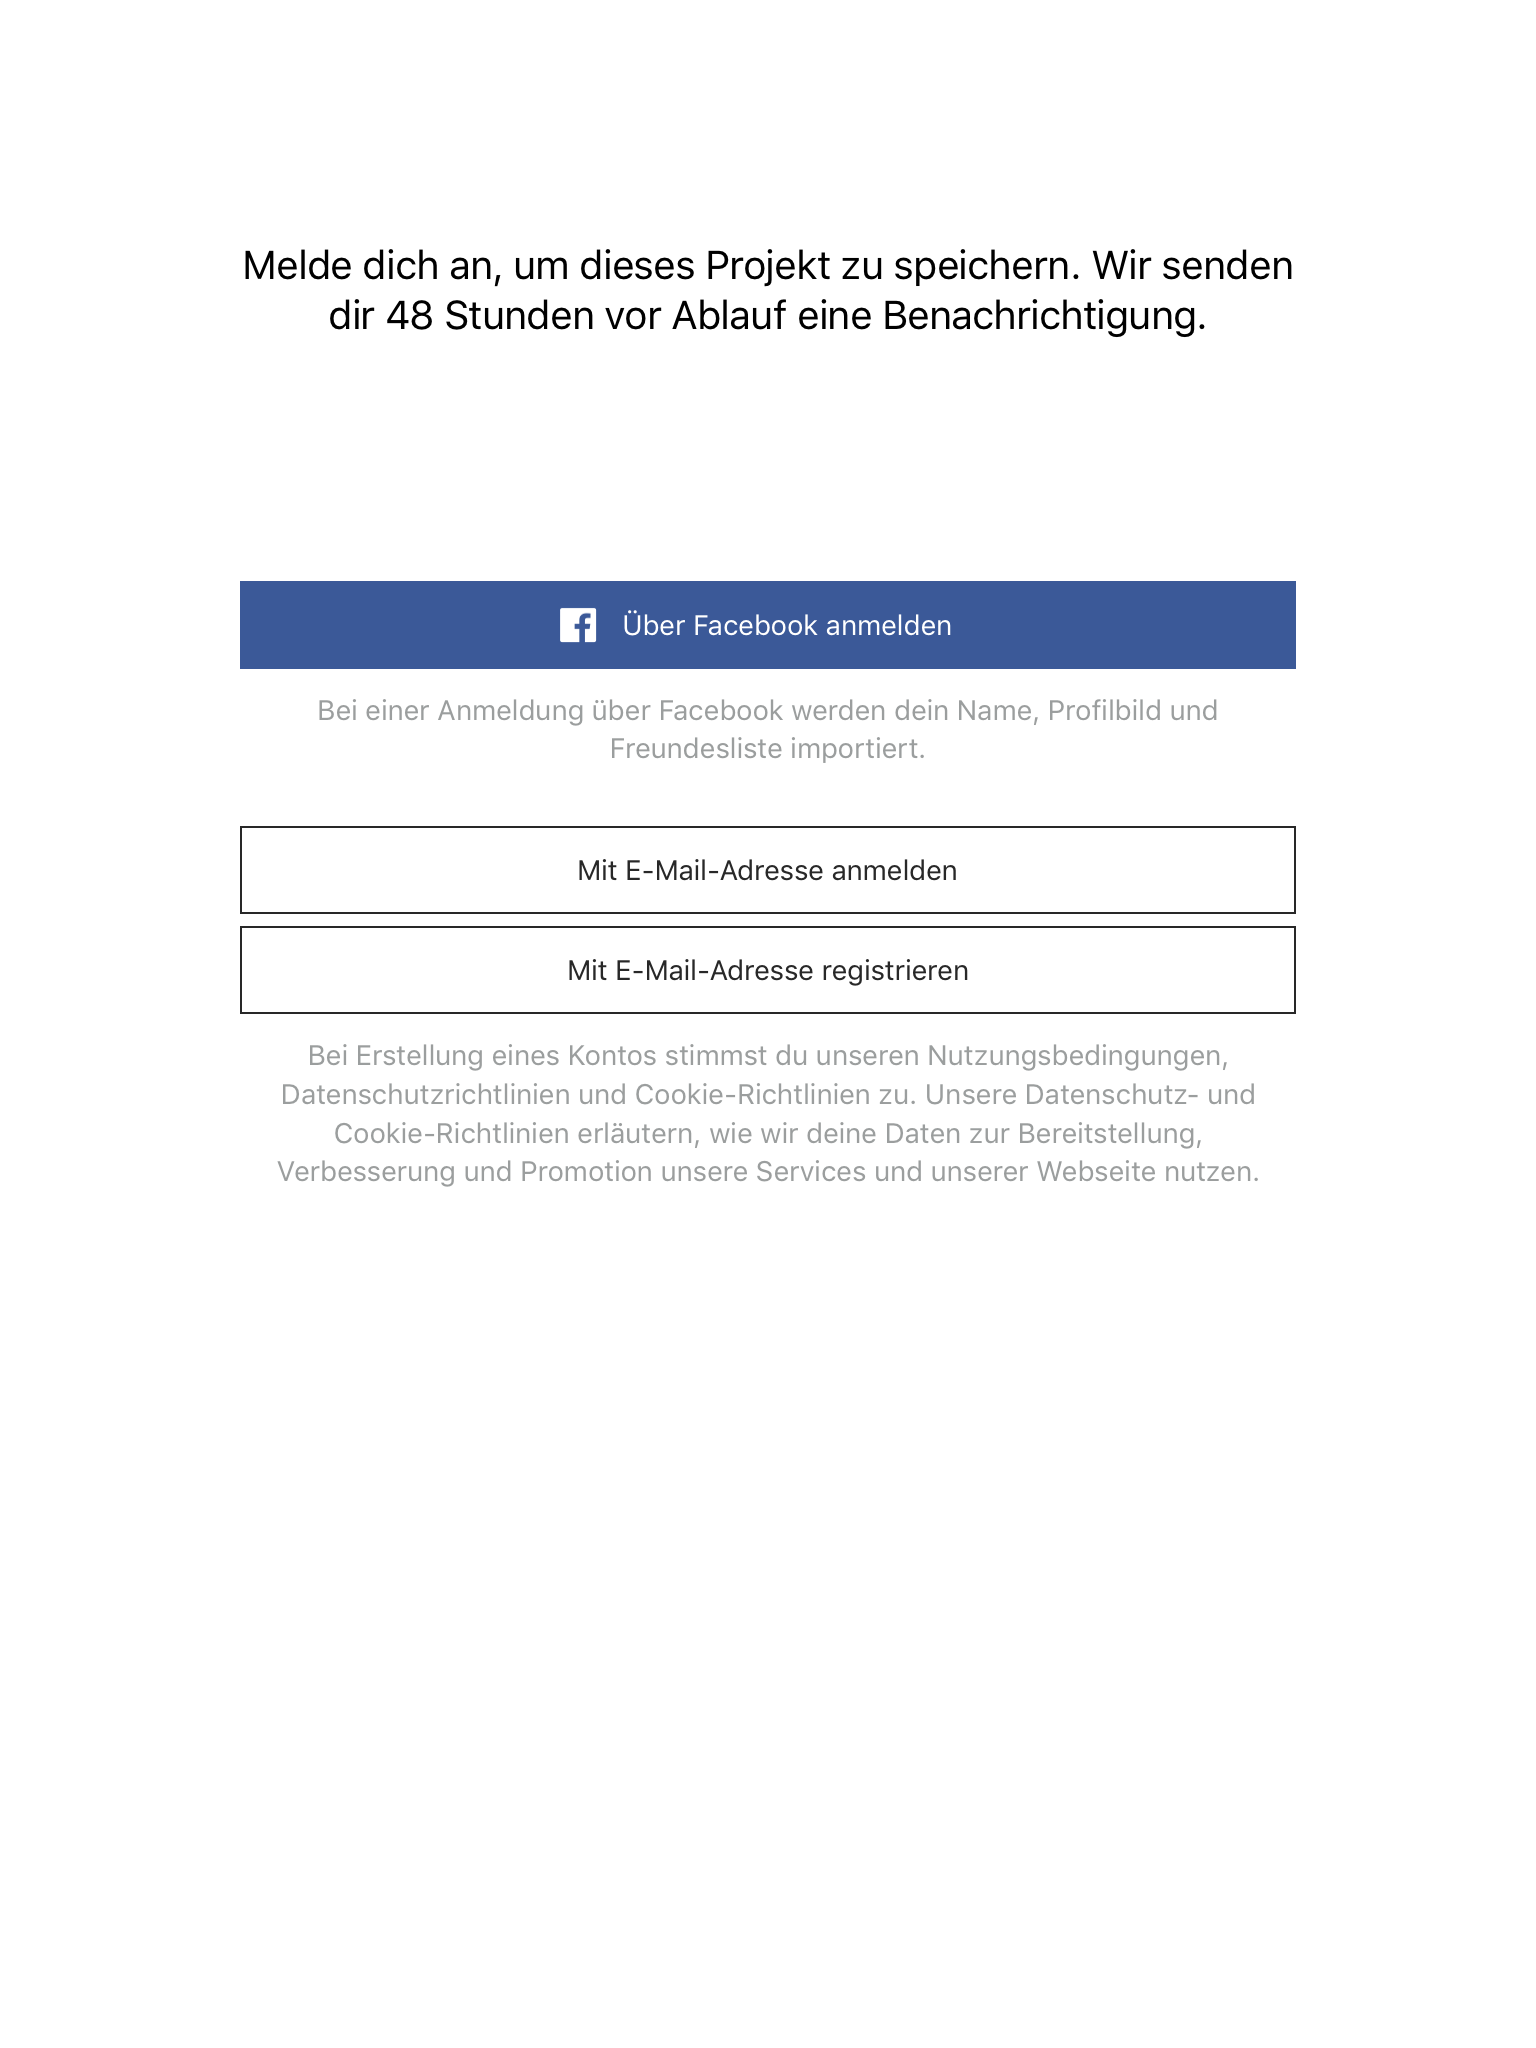 Melde dich an, um dieses Projekt zu speichern. Wir senden
dir 48 Stunden vor Ablauf eine Benachrichtigung.
Über Facebook anmelden
Bei einer Anmeldung über Facebook werden dein Name, Profilbild und
Freundesliste importiert.
Mit E-Mail-Adresse anmelden
Mit E-Mail-Adresse registrieren
Bei Erstellung eines Kontos stimmst du unseren Nutzungsbedingungen,
Datenschutzrichtlinien und Cookie-Richtlinien zu. Unsere Datenschutz- und
Cookie-Richtlinien erläutern, wie wir deine Daten zur Bereitstellung,
Verbesserung und Promotion unsere Services und unserer Webseite nutzen.